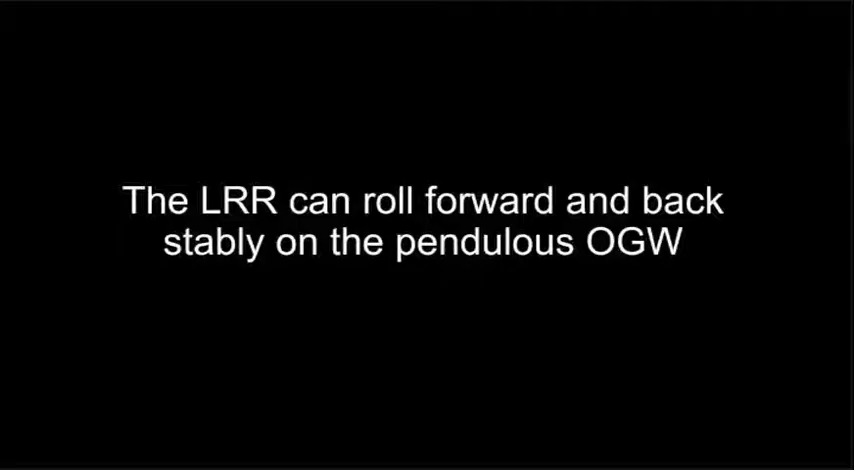 The LRR can roll forward and back
stably on the pendulous OGW